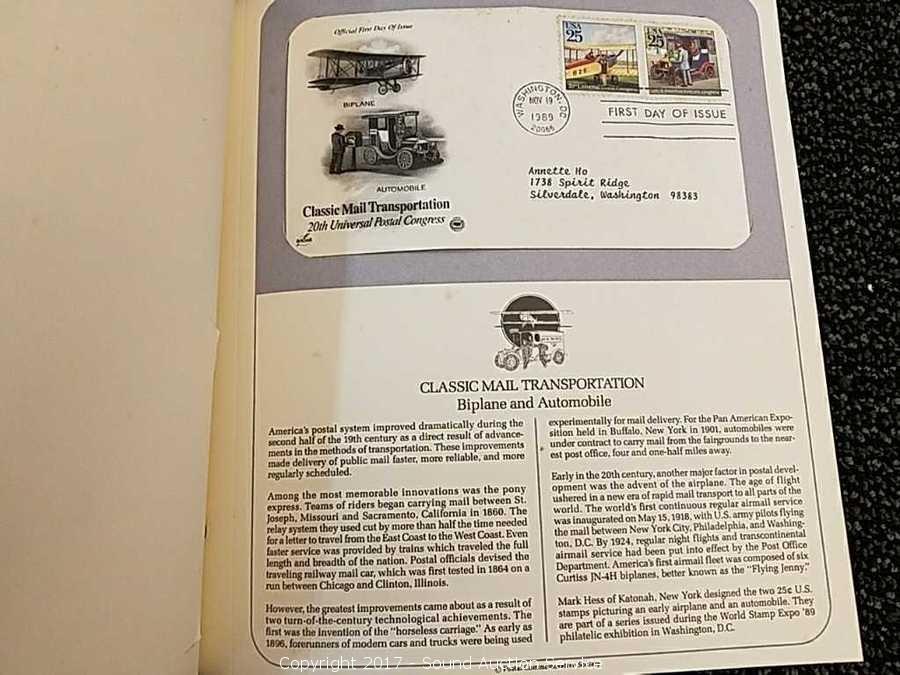 Official First Day Of Issue
BIPLANE
AUTOMOBILE
Classic Mail Transportation
20th Universal Postal Congress
USA
25
USA
25
WASHINGTON, DC
NOV 19
1989
20066
FIRST DAY OF ISSUE
Annette Ho
1738 Spirit Ridge
Silverdale, Washington 98383
CLASSIC MAIL TRANSPORTATION
Biplane and Automobile
America's postal system improved dramatically during the
second half of the 19th century as a direct result of advance-
ments in the methods of transportation. These improvements
made delivery of public mail faster, more reliable, and more
regularly scheduled.
Among the most memorable innovations was the pony
express. Teams of riders began carrying mail between St.
Joseph, Missouri and Sacramento, California in 1860. The
relay system they used cut by more than half the time needed
for a letter to travel from the East Coast to the West Coast. Even
faster service was provided by trains which traveled the full
length and breadth of the nation. Postal officials devised the
traveling railway mail car, which was first tested in 1864 on a
run between Chicago and Clinton, Illinois.
However, the greatest improvements came about as a result of
two turn-of-the-century technological achievements. The
first was the invention of the "horseless carriage." As early as
1896, forerunners of modern cars and trucks were being used
experimentally for mail delivery. For the Pan American Expo-
sition held in Buffalo, New York in 1901, automobiles were
under contract to carry mail from the fairgrounds to the near-
est post office, four and one-half miles away.
Early in the 20th century, another major factor in postal devel-
opment was the advent of the airplane. The age of flight
ushered in a new era of rapid mail transport to all parts of the
world. The world's first continuous regular airmail service
was inaugurated on May 15, 1918, with U.S. army pilots flying
the mail between New York City, Philadelphia, and Washing-
ton, D.C. By 1924, regular night flights and transcontinental
airmail service had been put into effect by the Post Office
Department. America's first airmail fleet was composed of six
Curtiss JN-4H biplanes, better known as the "Flying Jenny."
Mark Hess of Katonah, New York designed the two 25¢ U.S.
stamps picturing an early airplane and an automobile. They
are part of a series issued during the World Stamp Expo '89
philatelic exhibition in Washington, D.C.
Copyright 2017 - Sound Auction Service